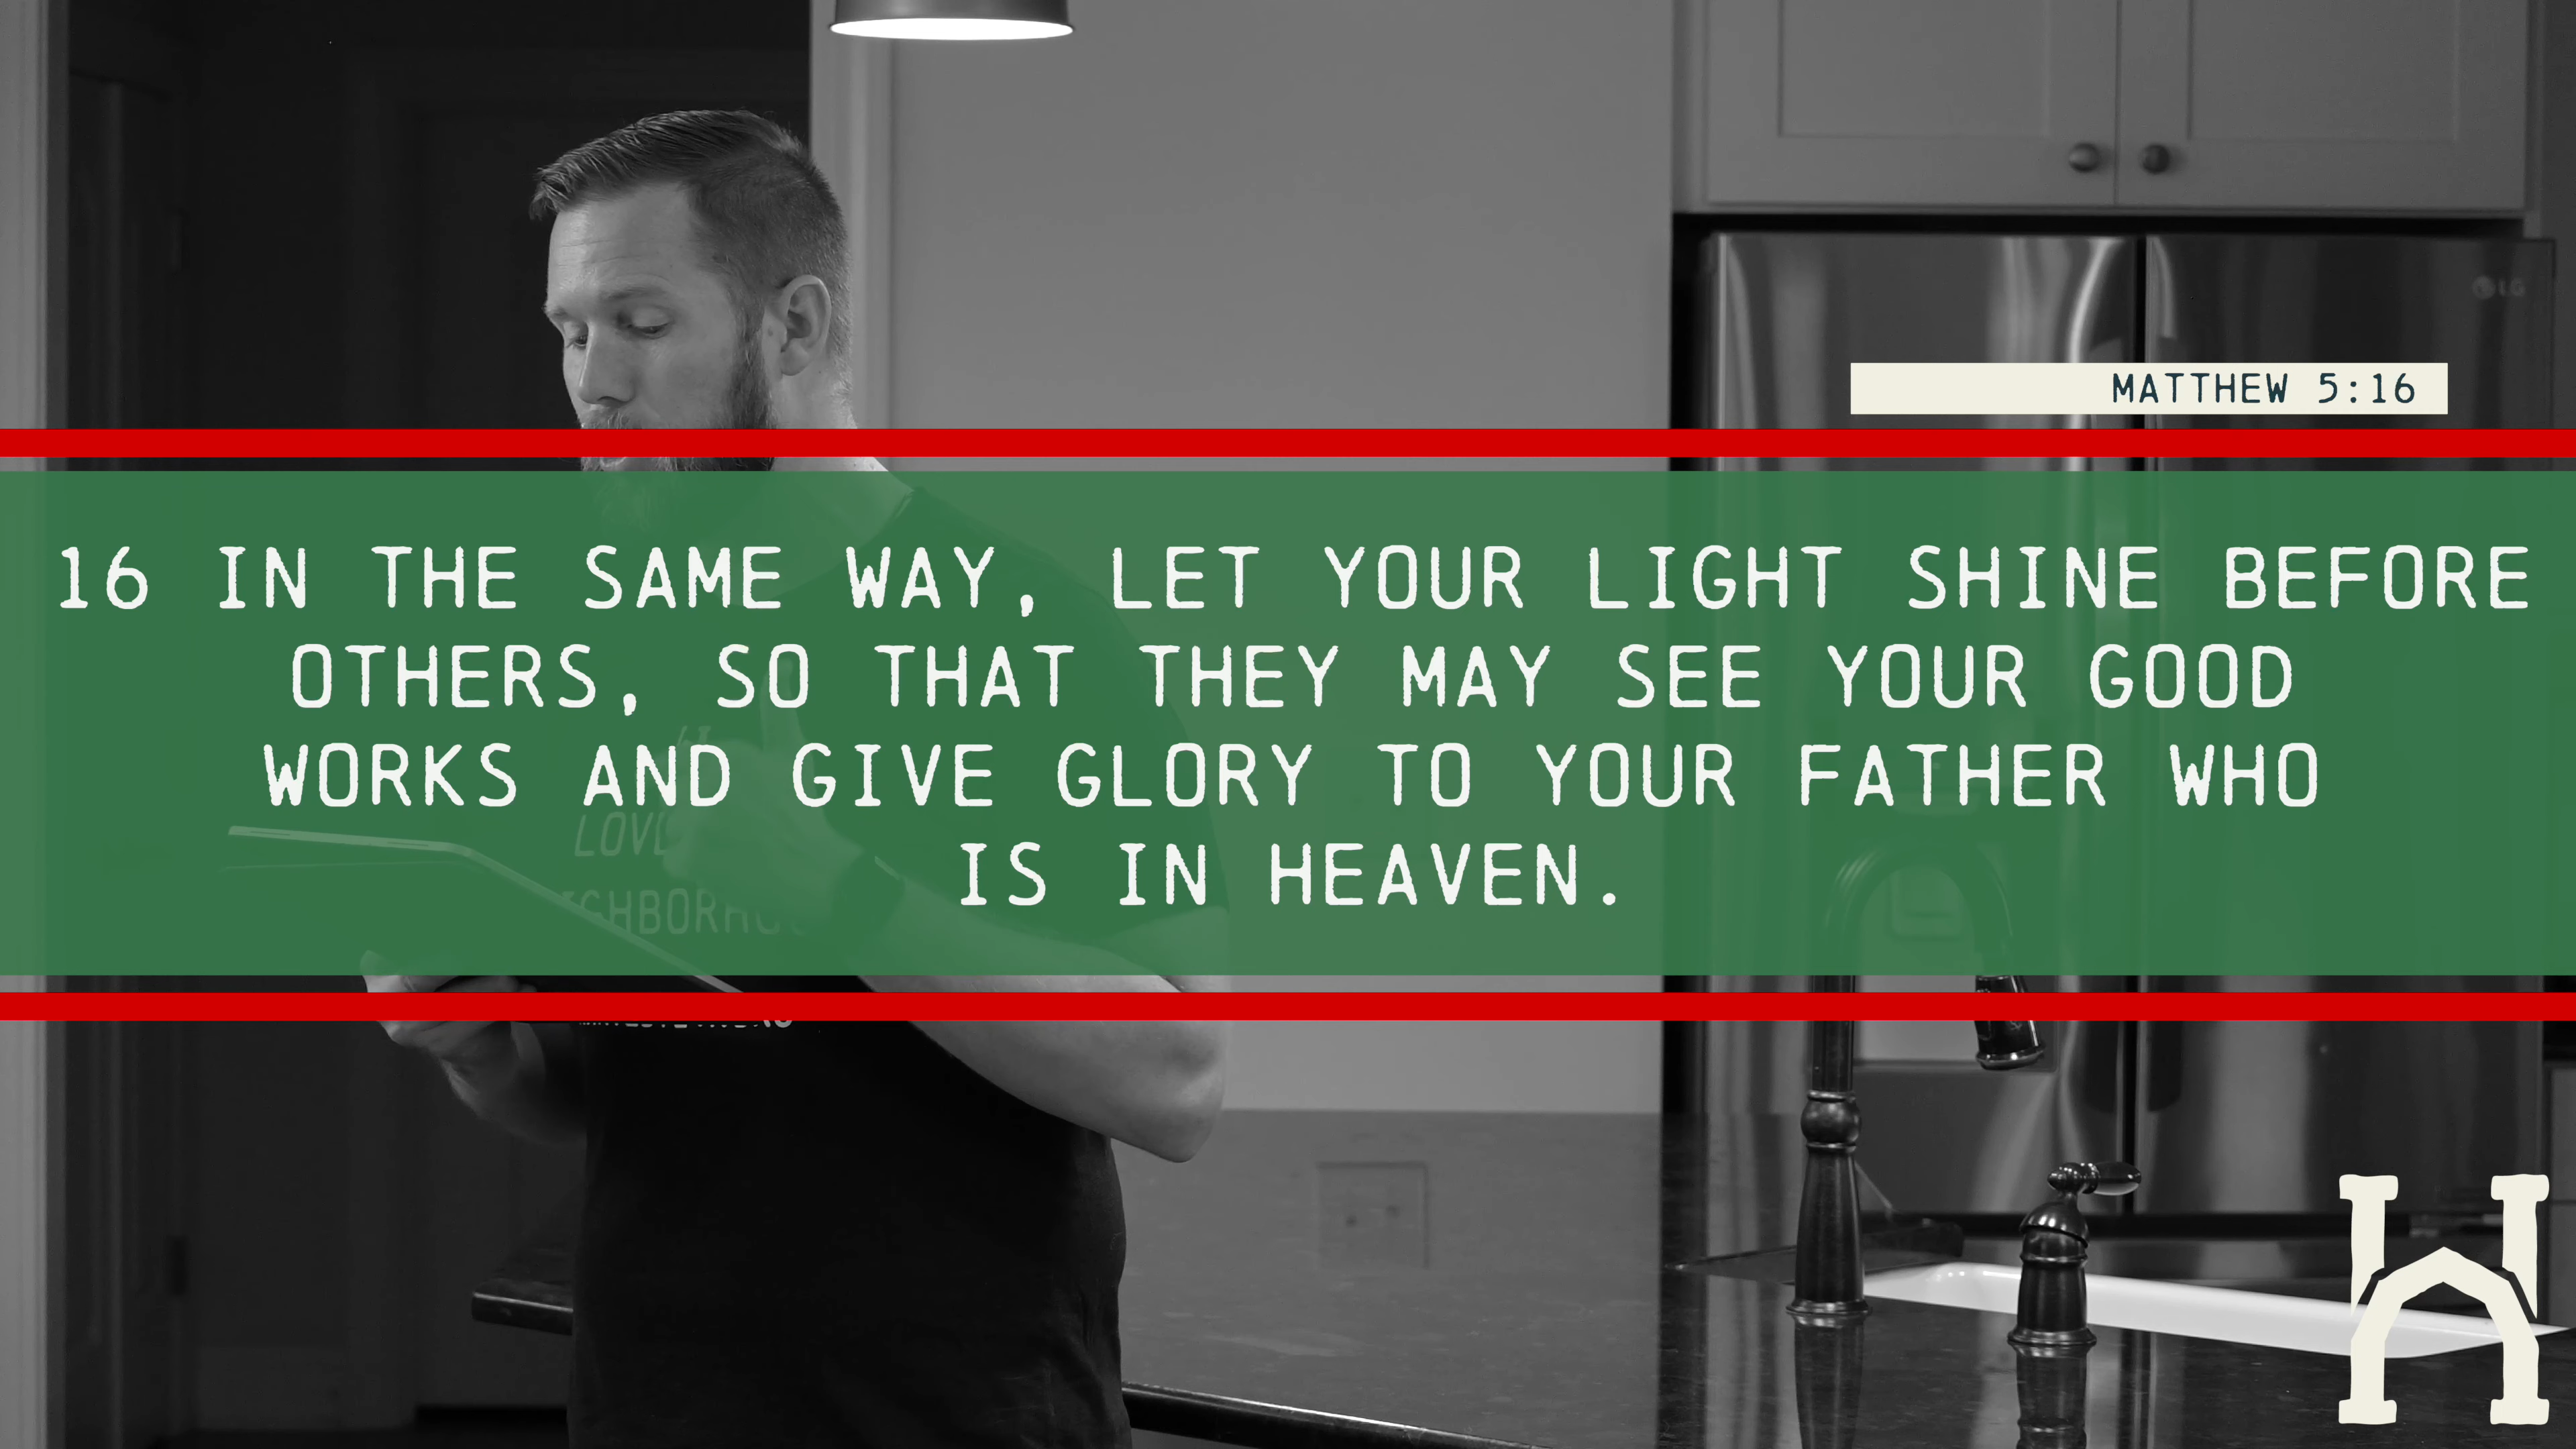 LG
MATTHEW 5:16
16 IN THE SAME WAY, LET YOUR LIGHT SHINE BEFORE
OTHERS, SO THAT THEY MAY SEE YOUR GOOD
WORKS AND GIVE GLORY TO YOUR FATHER WHO
IS IN HEAVEN.